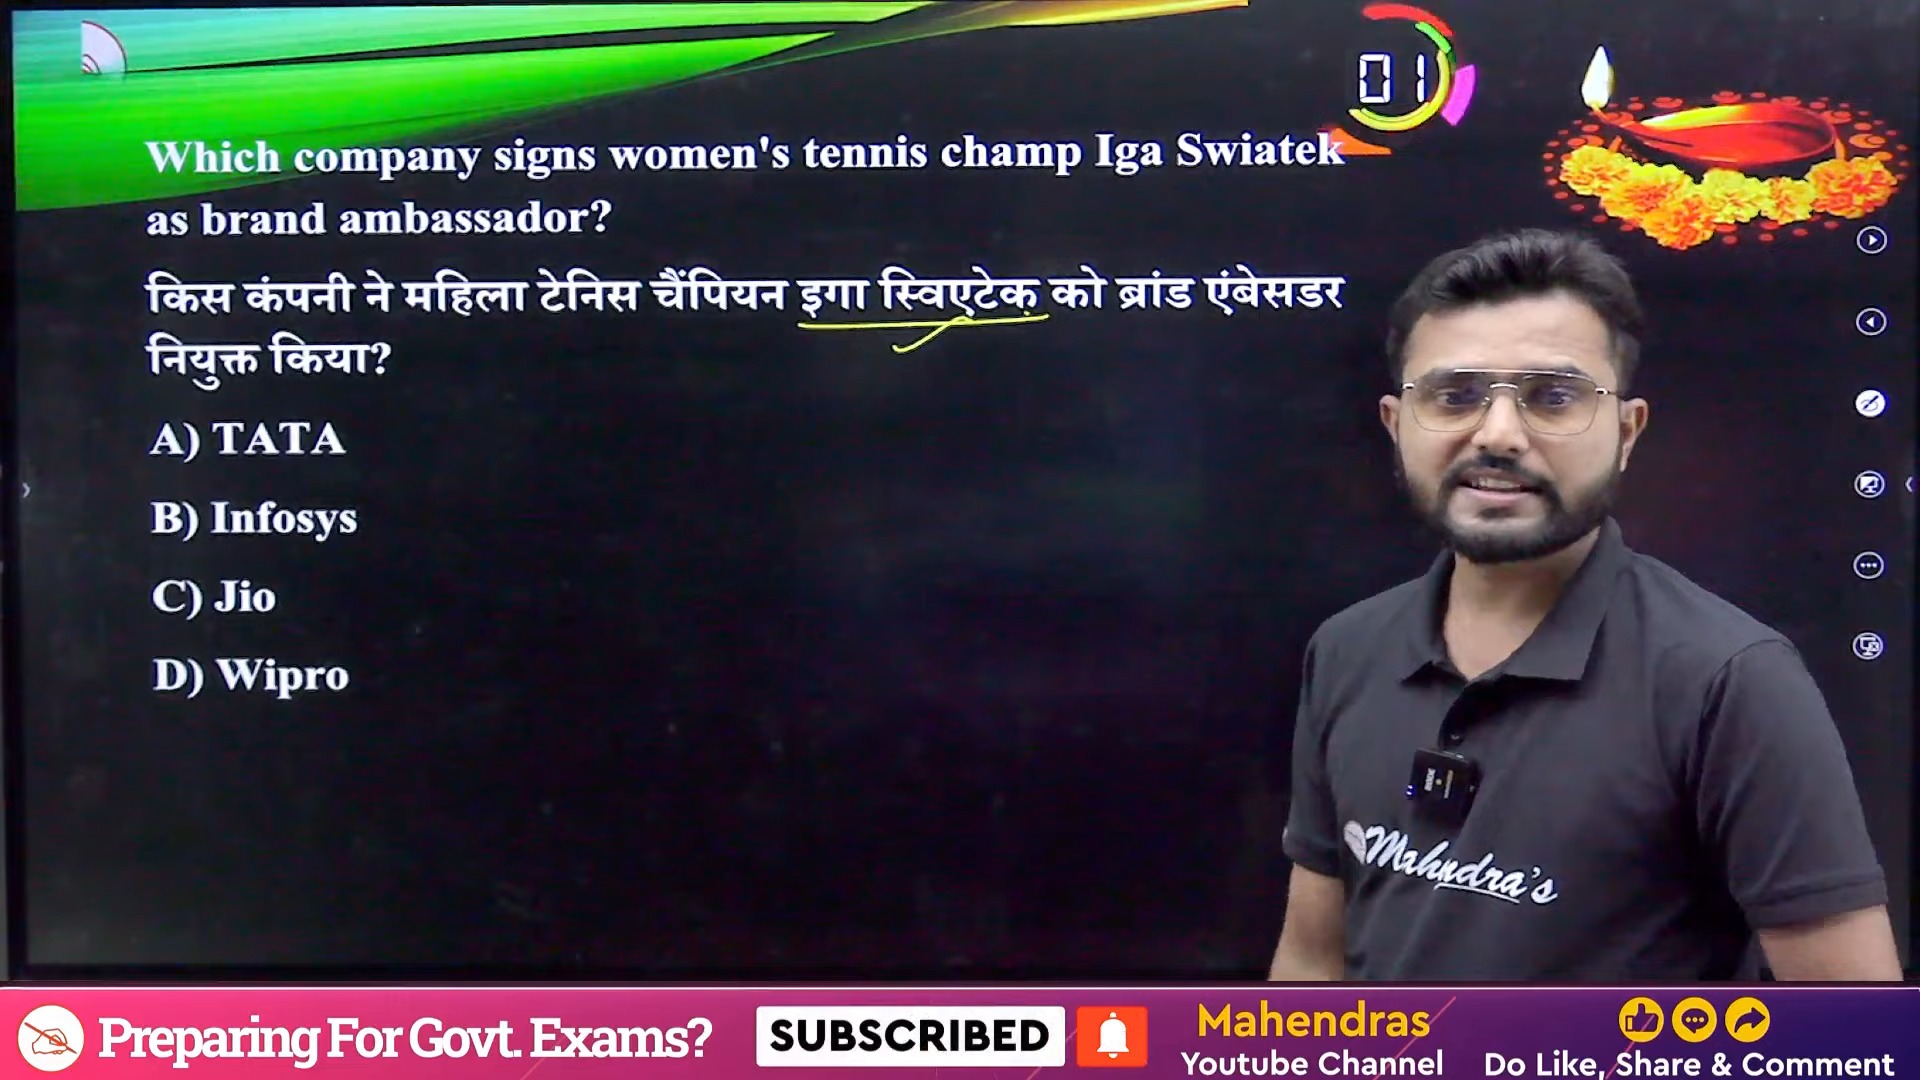 01
Which company signs women's tennis champ Iga Swiatek
as brand ambassador?
किस कंपनी ने महिला टेनिस चैंपियन इगा स्विएटेक को ब्रांड एंबेसडर
नियुक्त किया?
A) TATA
B) Infosys
C) Jio
D) Wipro
Mahndra's
Preparing For Govt. Exams?
SUBSCRIBED
Mahendras
Youtube Channel
Do Like, Share & Comment